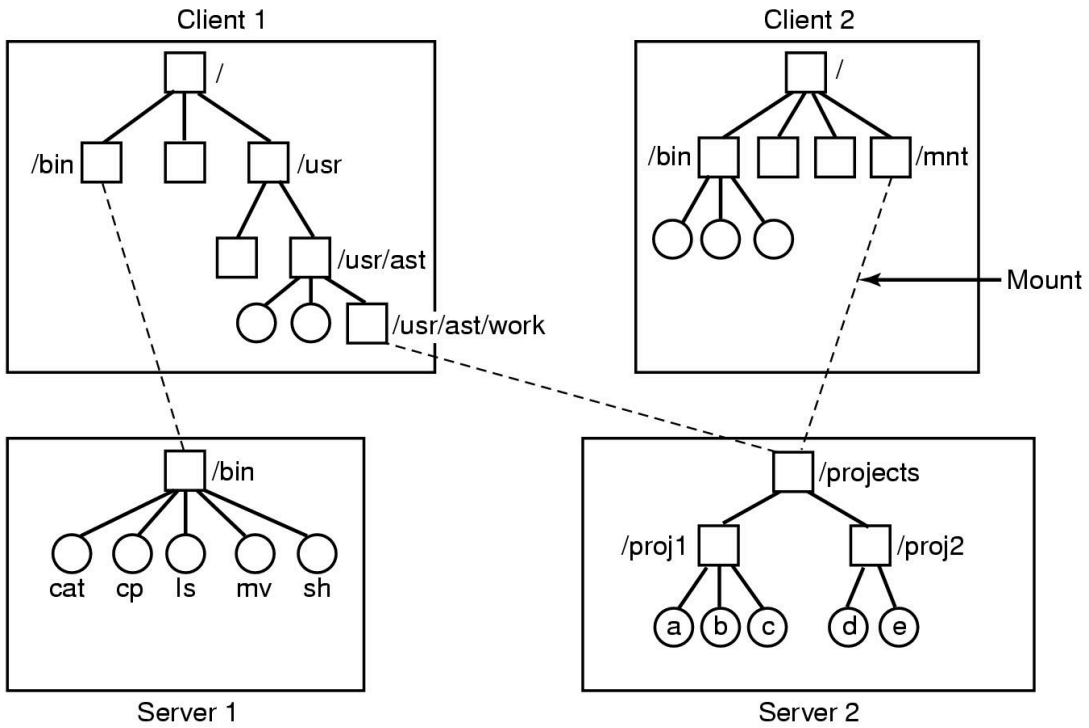 Client 1
Client 2
/
/
/bin
/usr
/bin
/mnt
/usr/ast
Mount
/usr/ast/work
/bin
/projects
/proj1
/proj2
cat cp ls mv sh
a b c d e
Server 1
Server 2